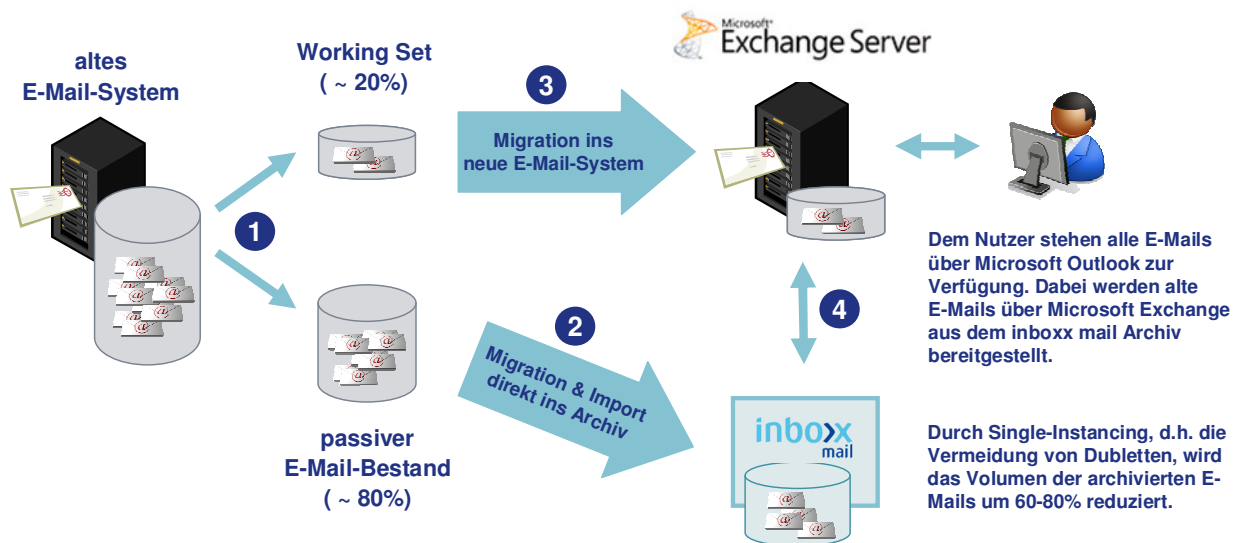 altes
E-Mail-System
Working Set
( ~ 20%)
Microsoft®
Exchange Server
1
3
Migration ins
neue E-Mail-System
@
passiver
E-Mail-Bestand
( ~ 80%)
2
Migration & Import
direkt ins Archiv
4
inboxx
mail
Dem Nutzer stehen alle E-Mails
über Microsoft Outlook zur
Verfügung. Dabei werden alte
E-Mails über Microsoft Exchange
aus dem inboxx mail Archiv
bereitgestellt.
Durch Single-Instancing, d.h. die
Vermeidung von Dubletten, wird
das Volumen der archivierten E-
Mails um 60-80% reduziert.